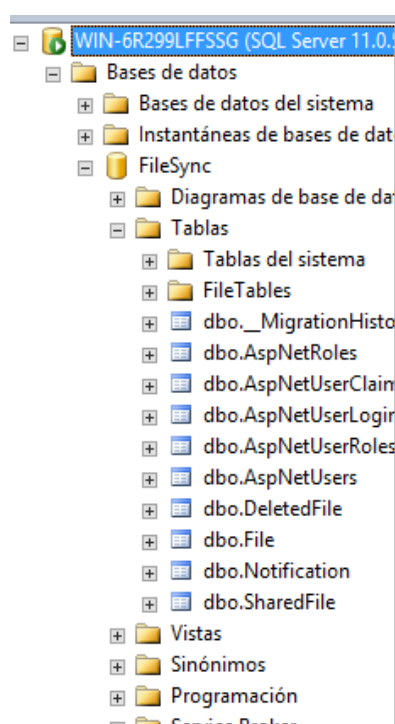 WIN-6R299LFFSSG (SQL Server 11.0.
Bases de datos
Bases de datos del sistema
Instantáneas de bases de dat
FileSync
Diagramas de base de da
Tablas
Tablas del sistema
FileTables
dbo.__MigrationHisto
dbo.AspNetRoles
dbo.AspNetUserClaim
dbo.AspNetUserLogin
dbo.AspNetUserRoles
dbo.AspNetUsers
dbo.DeletedFile
dbo.File
dbo.Notification
dbo.SharedFile
Vistas
Sinónimos
Programación
Service Broker